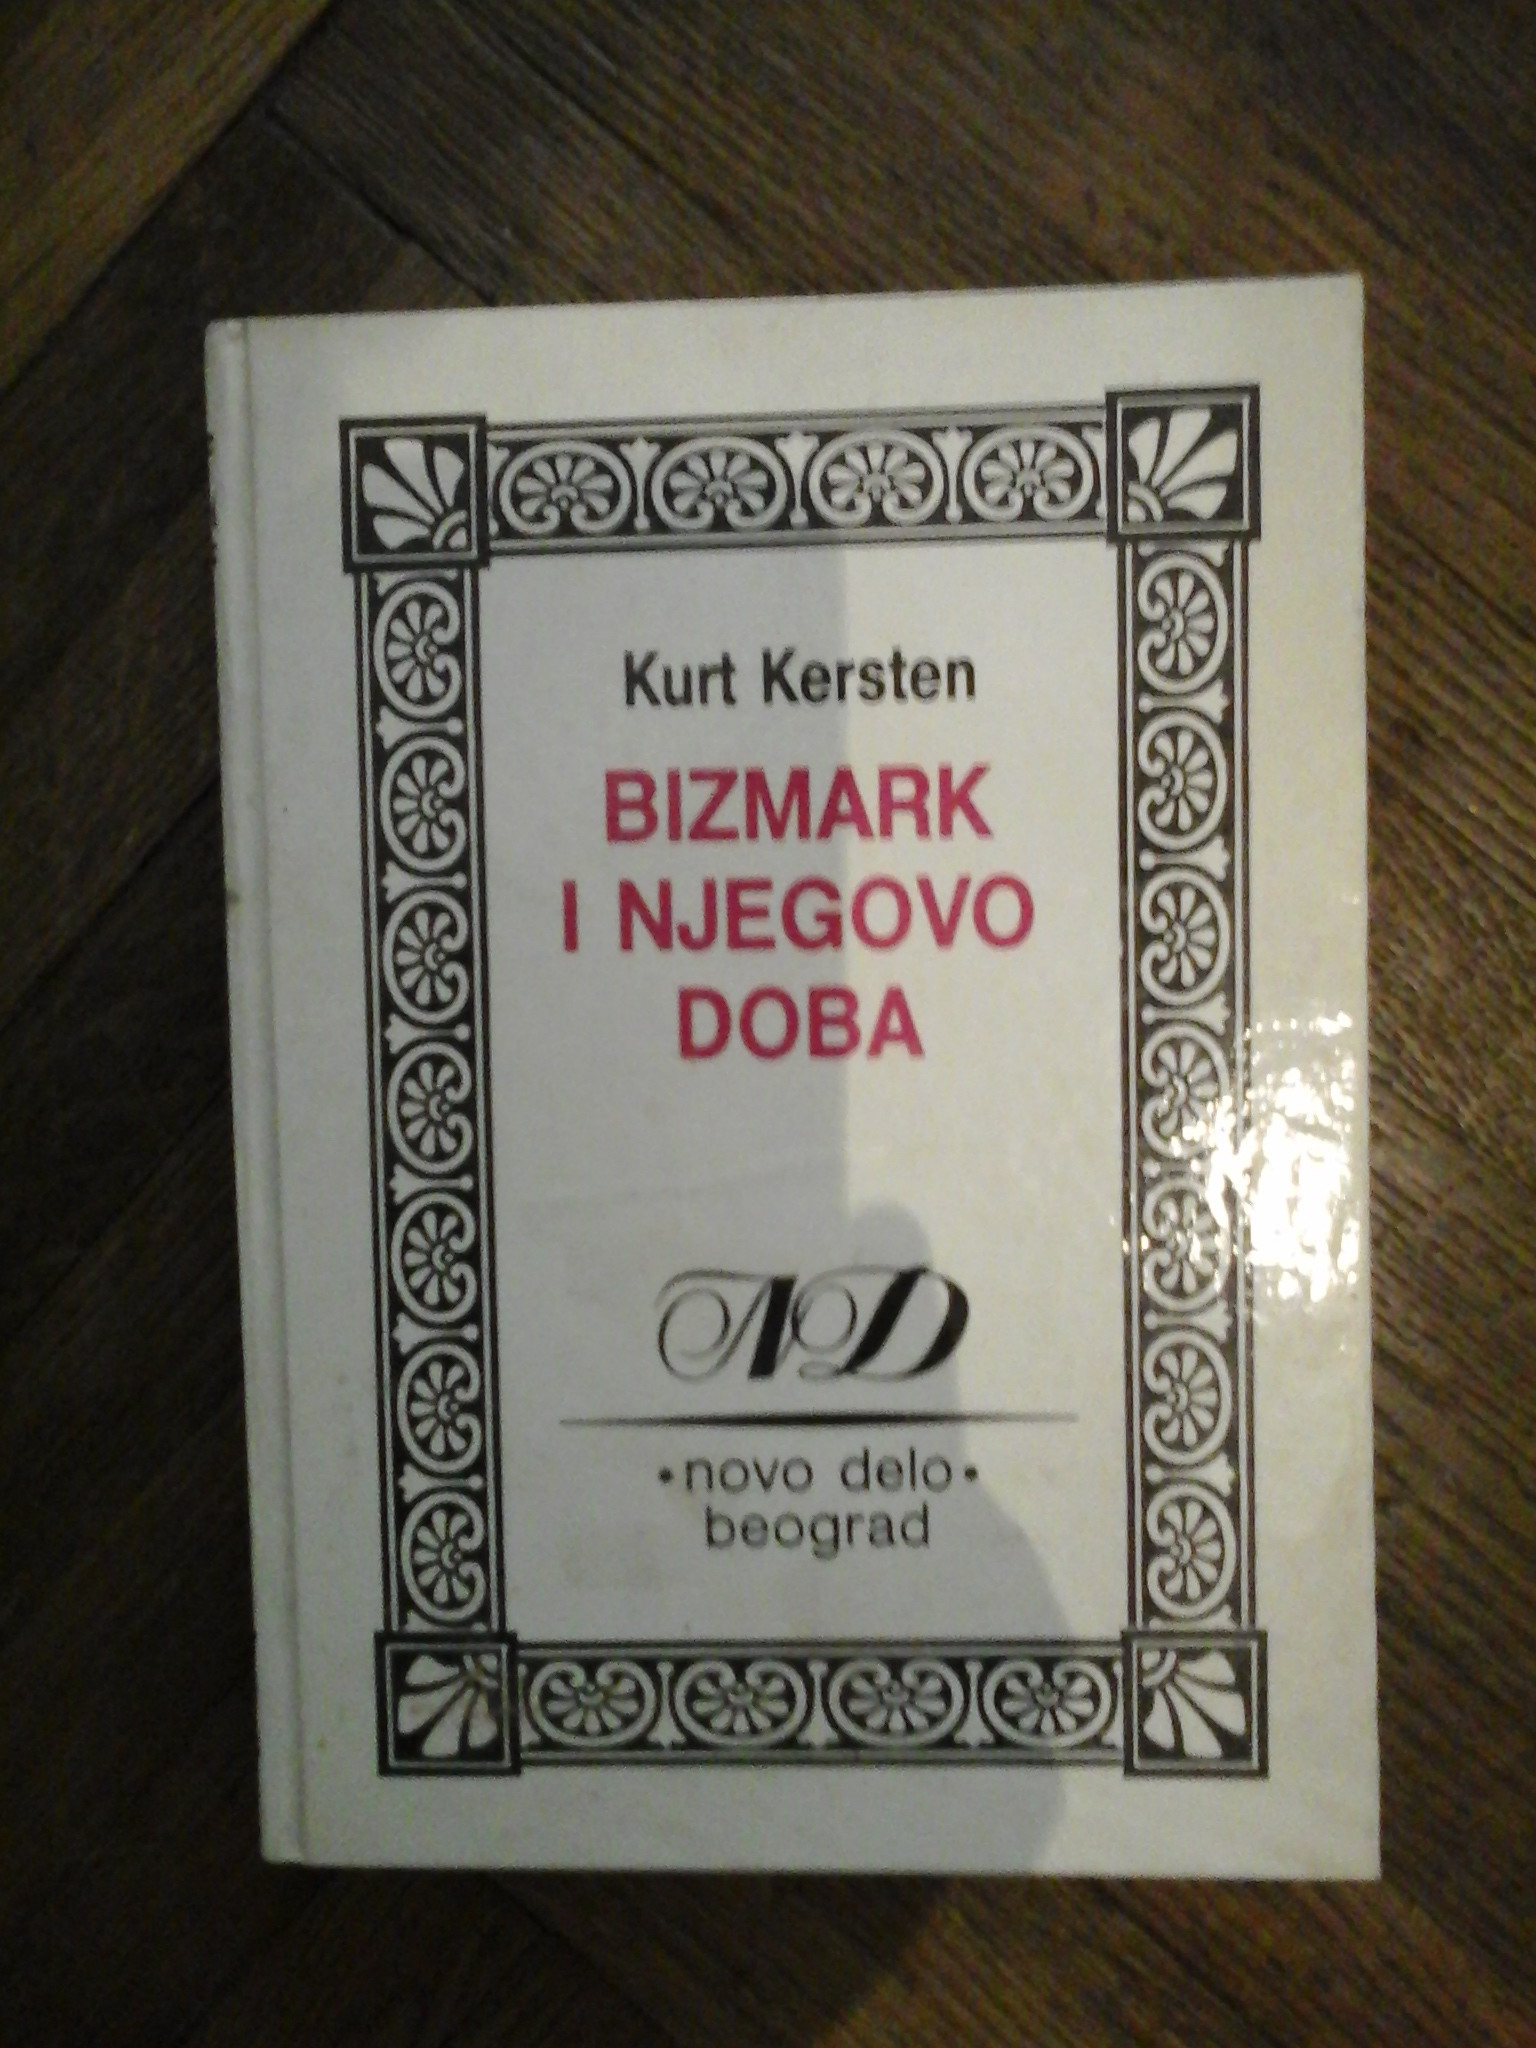 Kurt Kersten
BIZMARK
I NJEGOVO
DOBA
ND
•novo delo•
beograd